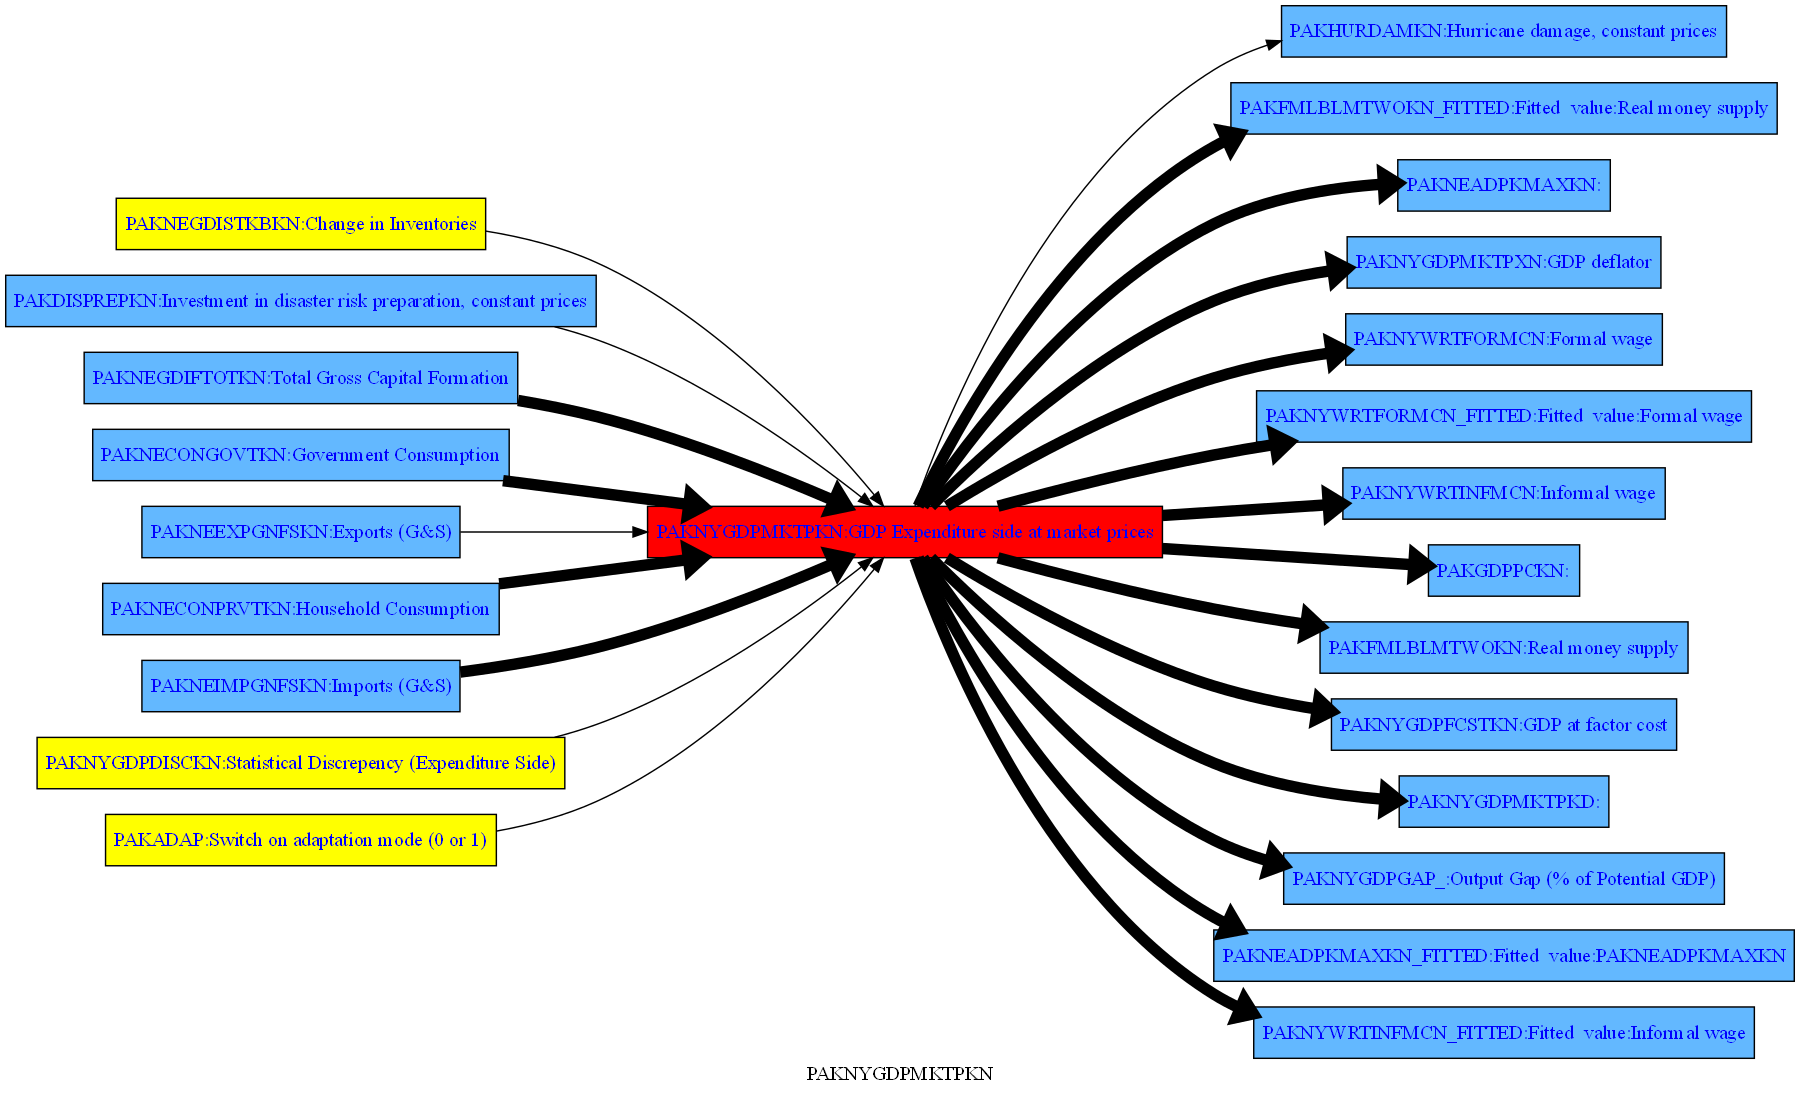 PAKHURDAMKN:Hurricane damage, constant prices
PAKFMLBLMTWOKN_FITTED:Fitted  value:Real money supply
PAKNEADPKMAXKN:
PAKNEGDISTKBKN:Change in Inventories
PAKNYGDPMKTPXN:GDP deflator
PAKDISPREPKN:Investment in disaster risk preparation, constant prices
PAKNYWRTFORMCN:Formal wage
PAKNEGDIFTOTKN:Total Gross Capital Formation
PAKNYWRTFORMCN_FITTED:Fitted  value:Formal wage
PAKNECONGOVTKN:Government Consumption
PAKNYWRTINFMCN:Informal wage
PAKNEEXPGNFSKN:Exports (G&S)
PAKNYGDPMKTPKN:GDP Expenditure side at market prices
PAKGDPPCKN:
PAKNECONPRVTKN:Household Consumption
PAKFMLBLMTWOKN:Real money supply
PAKNEIMPGNFSKN:Imports (G&S)
PAKNYGDPFCSTKN:GDP at factor cost
PAKNYGDPDISCKN:Statistical Discrepency (Expenditure Side)
PAKNYGDPMKTPKD:
PAKADAP:Switch on adaptation mode (0 or 1)
PAKNYGDPGAP_:Output Gap (% of Potential GDP)
PAKNEADPKMAXKN_FITTED:Fitted  value:PAKNEADPKMAXKN
PAKNYWRTINFMCN_FITTED:Fitted  value:Informal wage
PAKNYGDPMKTPKN